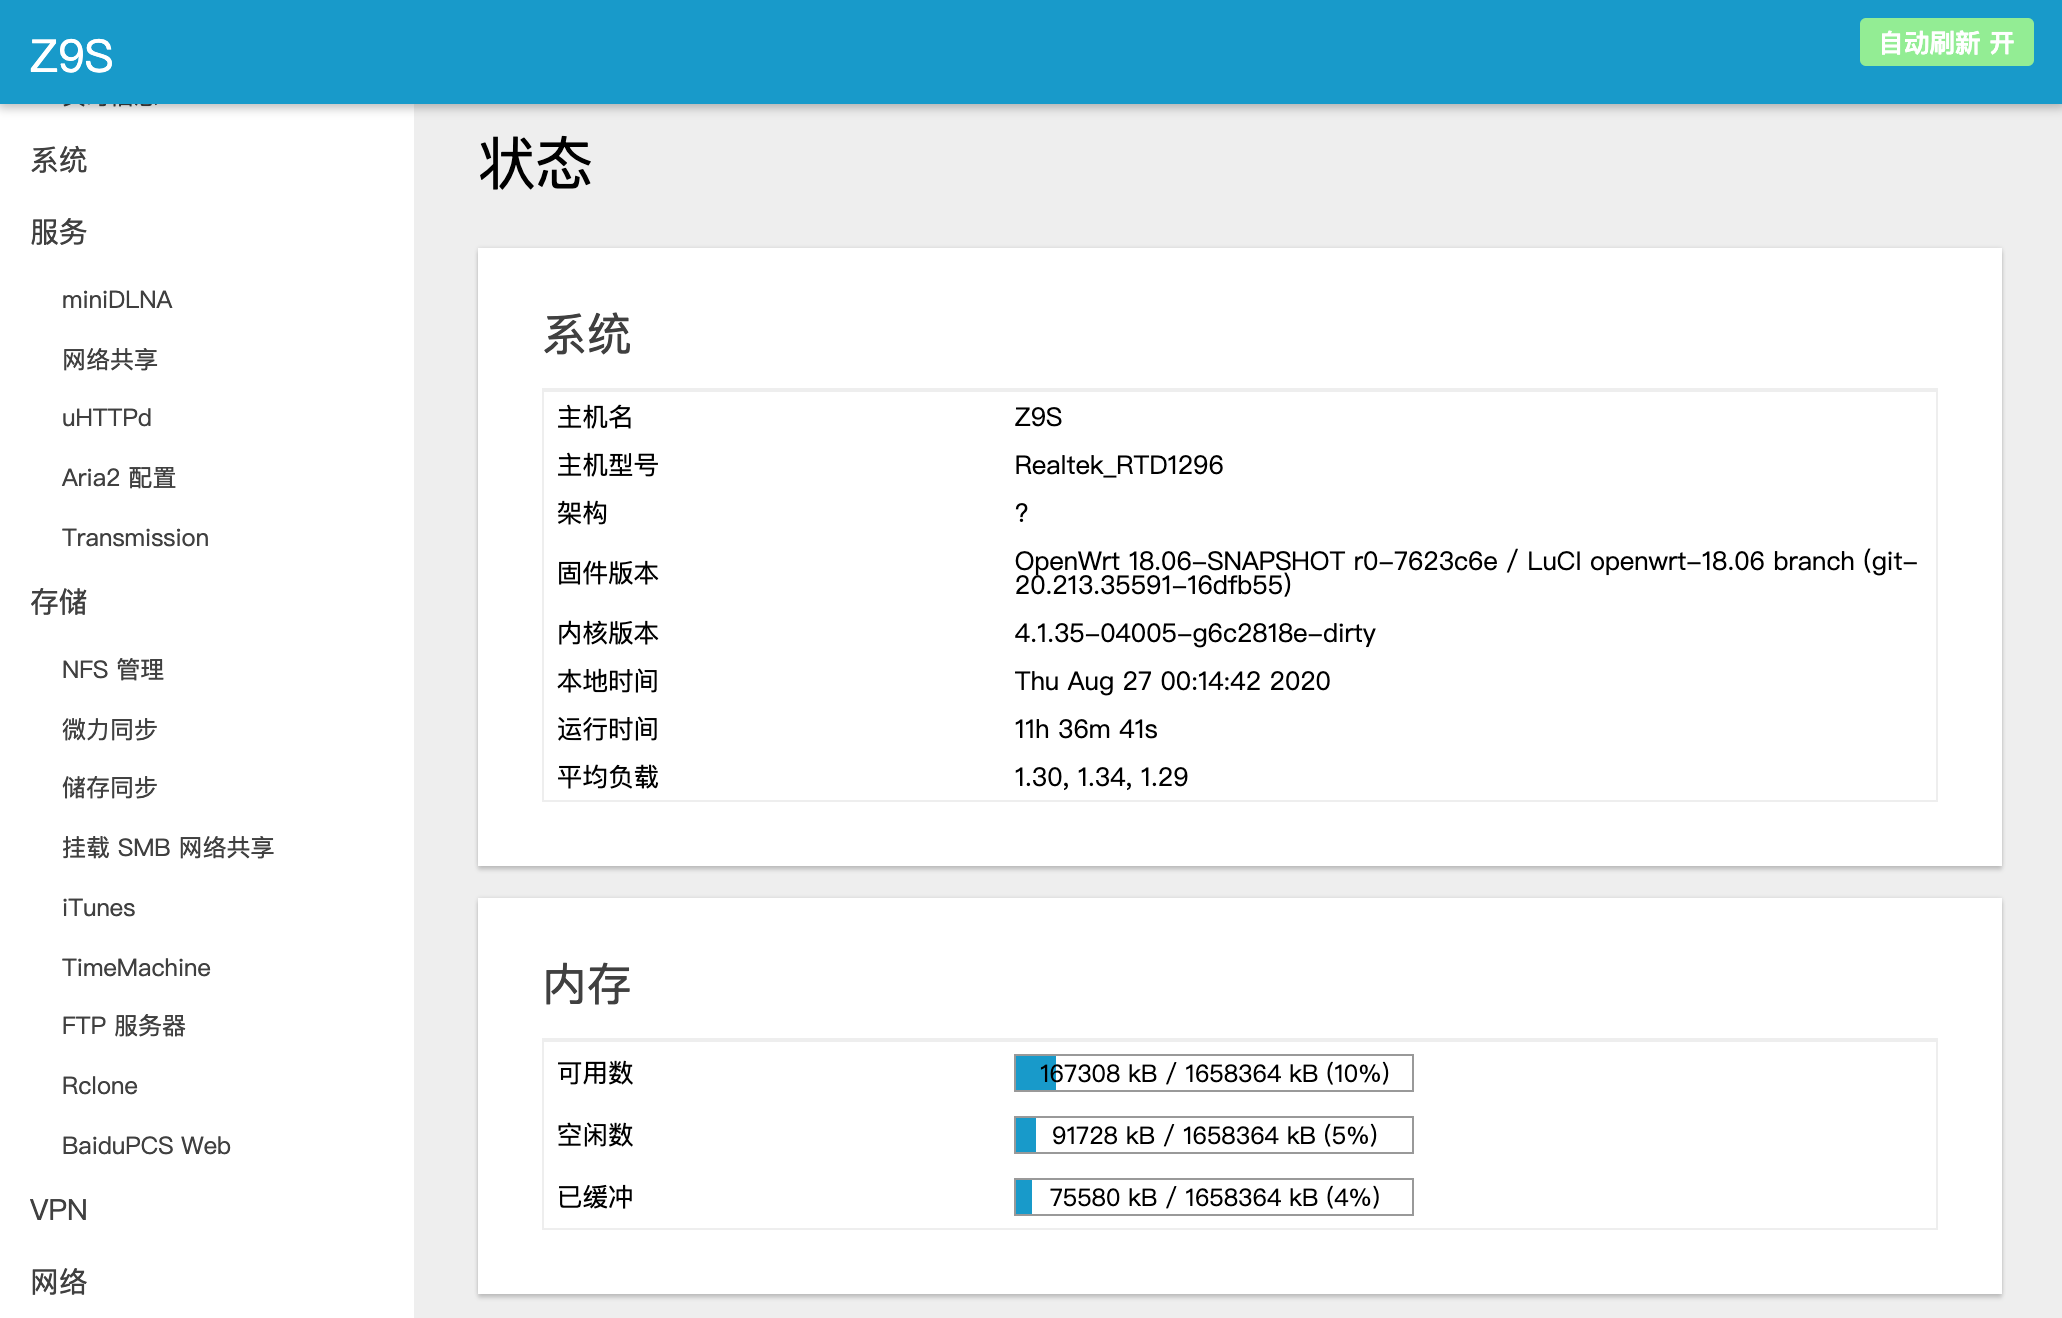 Z9S
自动刷新 开
系统
服务
miniDLNA
网络共享
uHTTPd
Aria2 配置
Transmission
存储
NFS 管理
微力同步
储存同步
挂载 SMB 网络共享
iTunes
TimeMachine
FTP 服务器
Rclone
BaiduPCS Web
VPN
网络
状态
系统
主机名 Z9S
主机型号 Realtek_RTD1296
架构 ?
固件版本 OpenWrt 18.06-SNAPSHOT r0-7623c6e / LuCI openwrt-18.06 branch (git-
20.213.35591-16dfb55)
内核版本 4.1.35-04005-g6c2818e-dirty
本地时间 Thu Aug 27 00:14:42 2020
运行时间 11h 36m 41s
平均负载 1.30, 1.34, 1.29
内存
可用数 167308 kB / 1658364 kB (10%)
空闲数 91728 kB / 1658364 kB (5%)
已缓冲 75580 kB / 1658364 kB (4%)